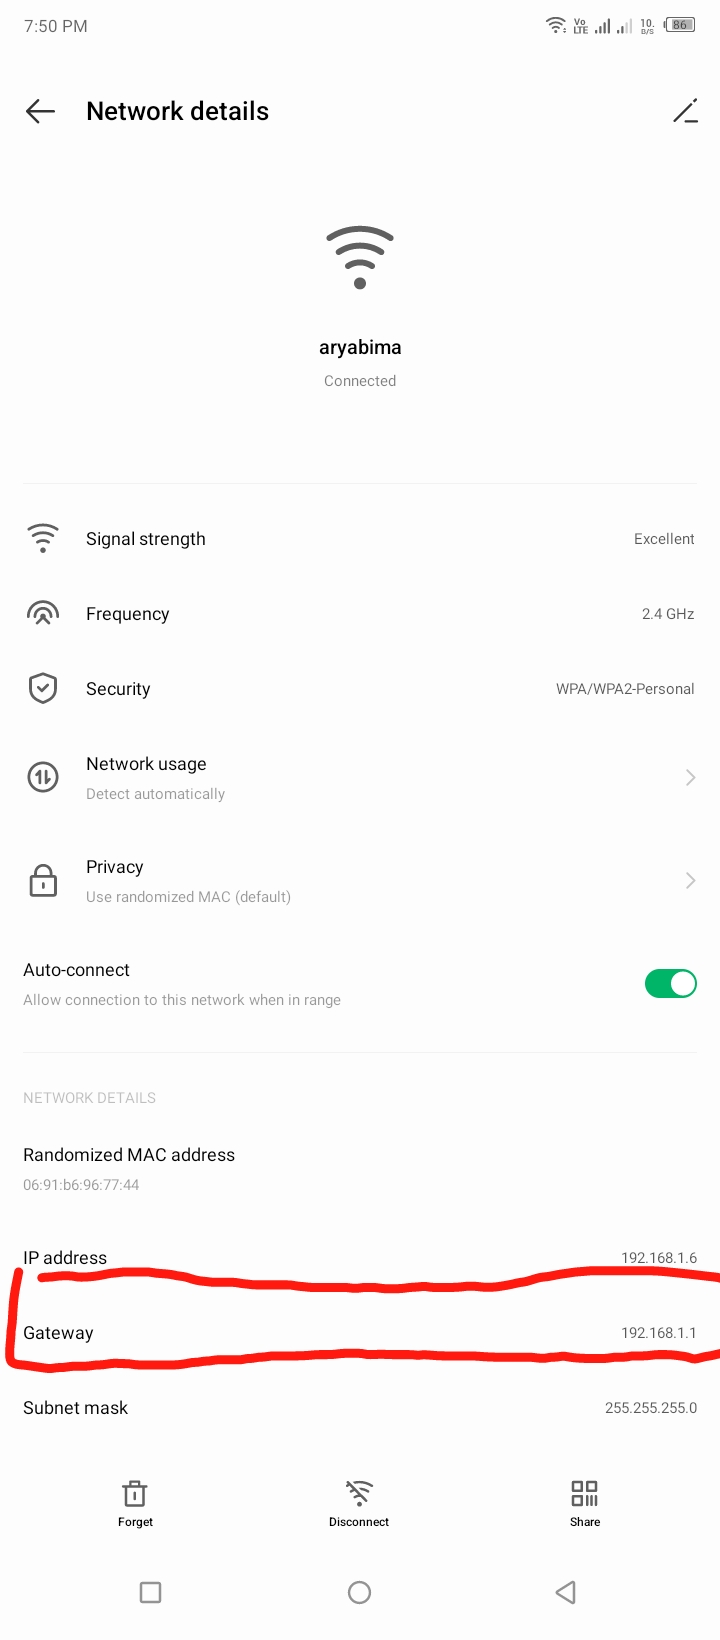 7:50 PM
Vo LTE
10. B/S
86
Network details
aryabima
Connected
Signal strength
Excellent
Frequency
2.4 GHz
Security
WPA/WPA2-Personal
Network usage
Detect automatically
Privacy
Use randomized MAC (default)
Auto-connect
Allow connection to this network when in range
NETWORK DETAILS
Randomized MAC address
06:91:b6:96:77:44
IP address
192.168.1.6
Gateway
192.168.1.1
Subnet mask
255.255.255.0
Forget
Disconnect
Share